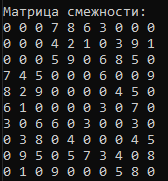 Матрица смежности:
0 0 0 7 8 6 3 0 0 0
0 0 0 4 2 1 0 3 9 1
0 0 0 5 9 0 6 8 5 0
7 4 5 0 0 0 6 0 0 9
8 2 9 0 0 0 0 4 5 0
6 1 0 0 0 0 3 0 7 0
3 0 6 6 0 3 0 0 3 0
0 3 8 0 4 0 0 0 4 5
0 9 5 0 5 7 3 4 0 8
0 1 0 9 0 0 0 5 8 0